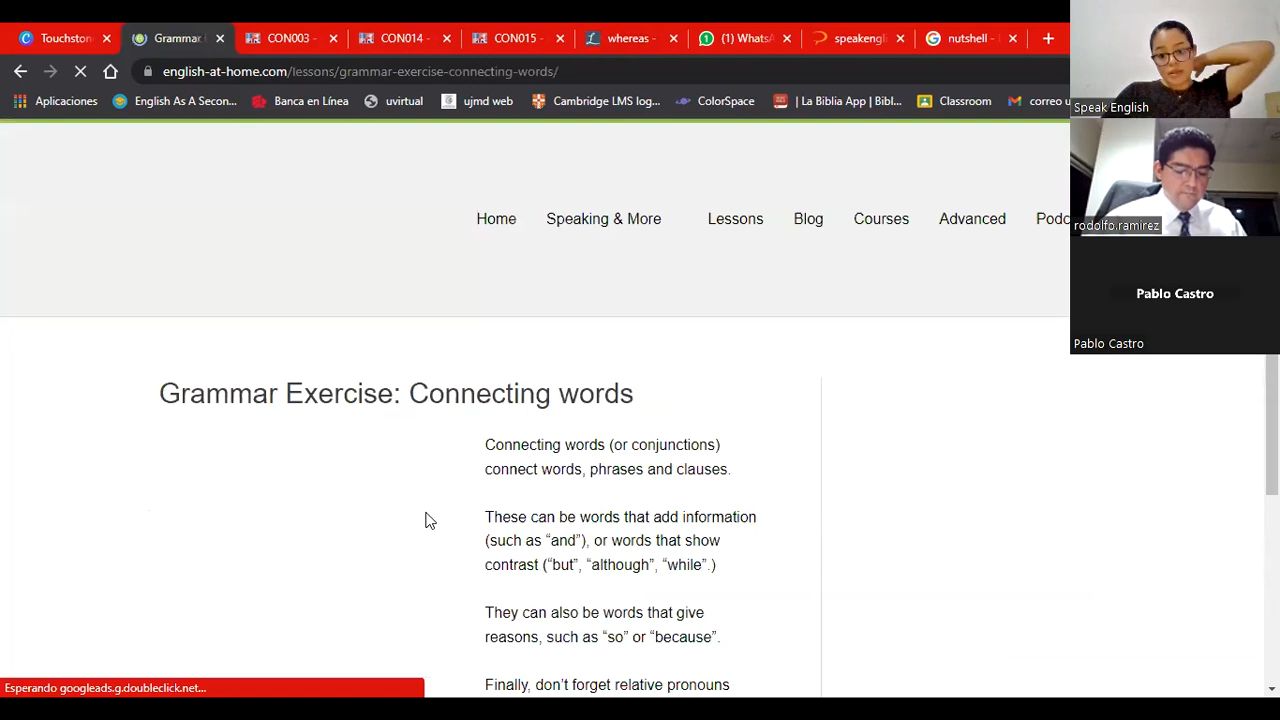 Touchston
Grammar
CON003 -
CON014 -
CON015 -
whereas -
(1) WhatsA
speakengl
nutshell -
english-at-home.com/lessons/grammar-exercise-connecting-words/
Aplicaciones
English As A Secon...
Banca en Línea
uvirtual
ujmd web
Cambridge LMS log...
ColorSpace
| La Biblia App | Bibl...
Classroom
correo u
Speak English
rodolfo.ramirez
Pablo Castro
Pablo Castro
Home Speaking & More Lessons Blog Courses Advanced Podc
Grammar Exercise: Connecting words
Connecting words (or conjunctions)
connect words, phrases and clauses.
These can be words that add information
(such as “and”), or words that show
contrast (“but”, “although”, “while”.)
They can also be words that give
reasons, such as “so” or “because”.
Finally, don’t forget relative pronouns
Esperando googleads.g.doubleclick.net...